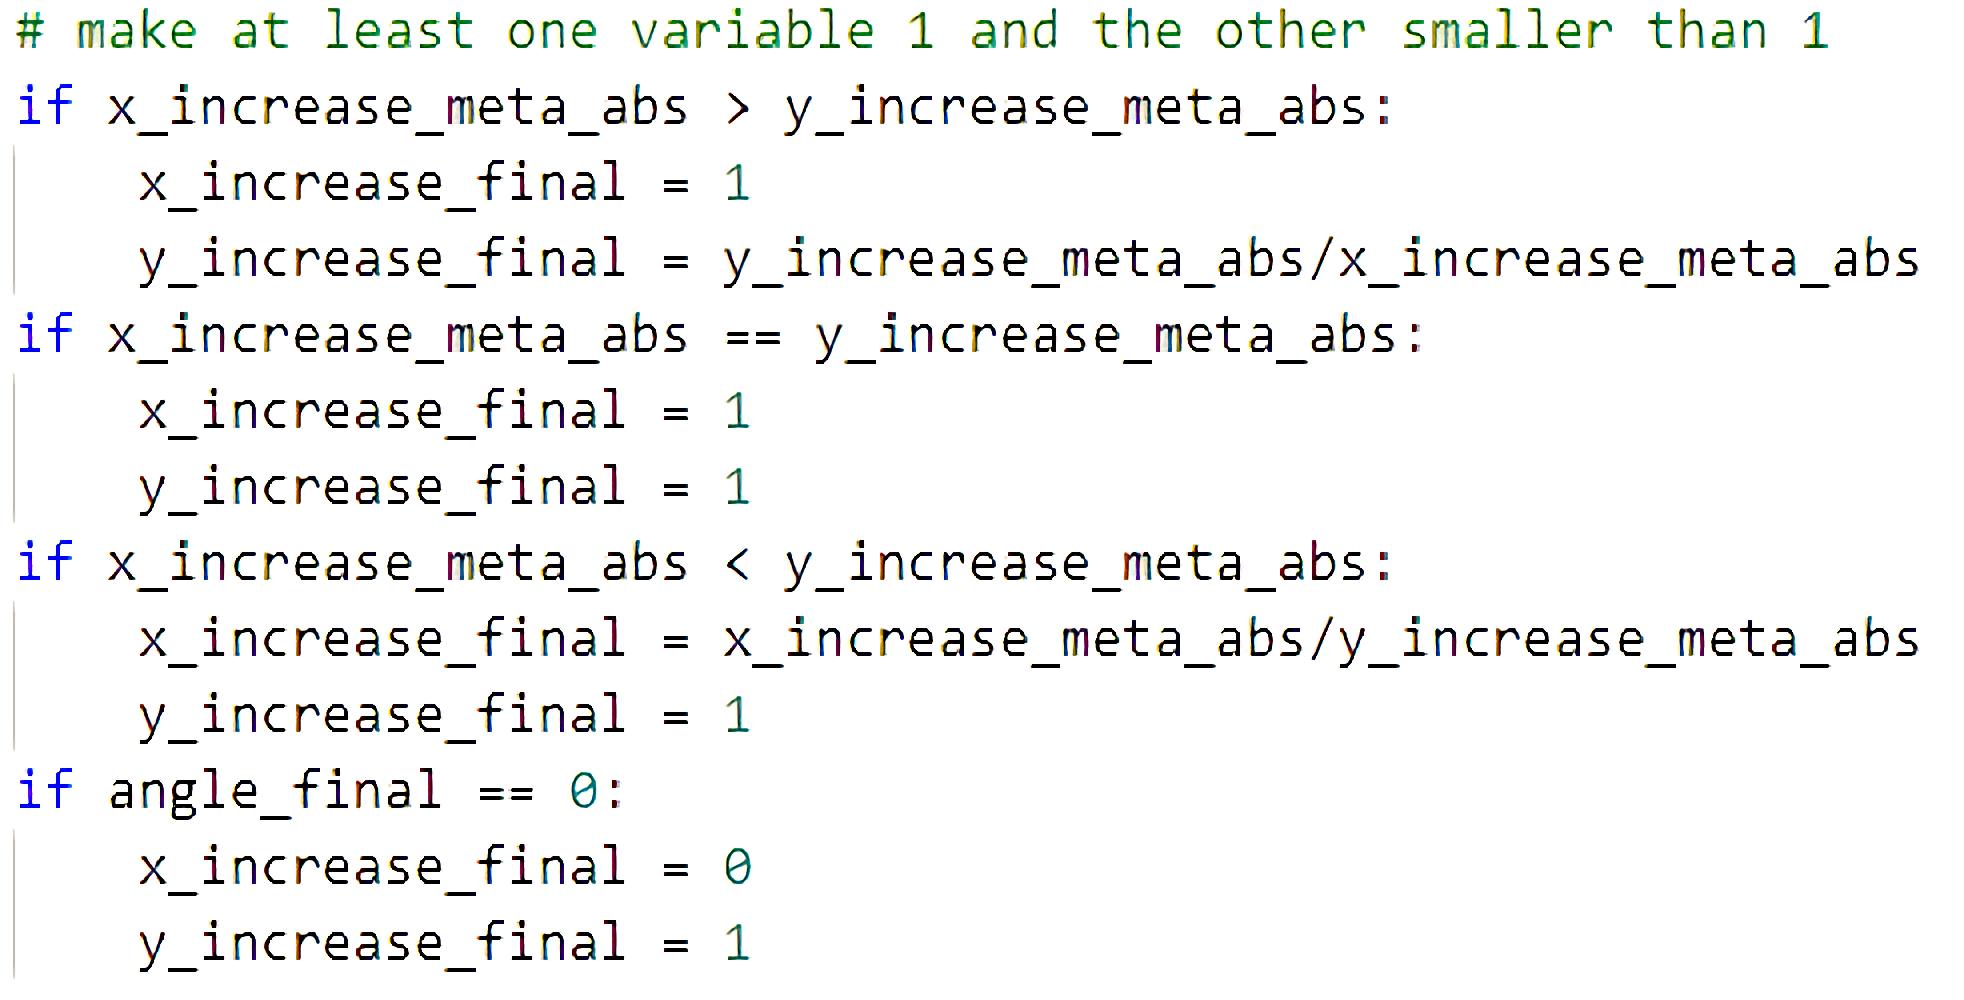 # make at least one variable 1 and the other smaller than 1
if x_increase_meta_abs > y_increase_meta_abs:
    x_increase_final = 1
    y_increase_final = y_increase_meta_abs/x_increase_meta_abs
if x_increase_meta_abs == y_increase_meta_abs:
    x_increase_final = 1
    y_increase_final = 1
if x_increase_meta_abs < y_increase_meta_abs:
    x_increase_final = x_increase_meta_abs/y_increase_meta_abs
    y_increase_final = 1
if angle_final == 0:
    x_increase_final = 0
    y_increase_final = 1